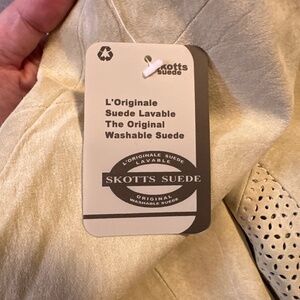 skotts
suede
L'Originale
Suede Lavable
The Original
Washable Suede
L'ORIGINALE SUEDE
LAVABLE
SKOTTS SUEDE
ORIGINAL
WASHABLE SUEDE